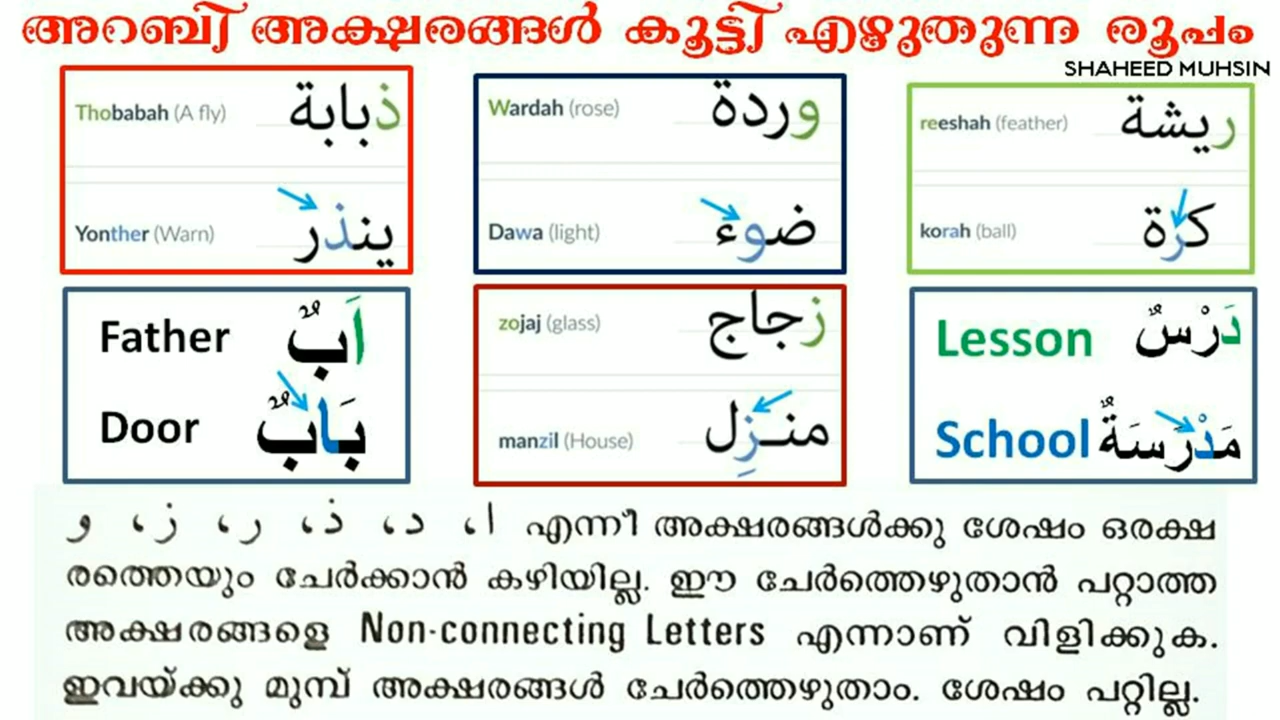 അറബി അക്ഷരങ്ങൾ കൂട്ടി എഴുതുന്ന രൂപം
SHAHEED MUHSIN
Thobabah (A fly) ذبابة
Yonther (Warn) ينذر
Wardah (rose) وردة
Dawa (light) ضوء
reeshah (feather) ريشة
korah (ball) كرة
Father اَبٌ
Door بَابٌ
zojaj (glass) زجاج
manzil (House) منـزِل
Lesson دَرْسٌ
School مَدْرَسَةٌ
ا، د، ذ، ر، ز، و എന്നീ അക്ഷരങ്ങൾക്കു ശേഷം ഒരക്ഷ
രത്തെയും ചേർക്കാൻ കഴിയില്ല. ഈ ചേർത്തെഴുതാൻ പറ്റാത്ത
അക്ഷരങ്ങളെ Non-connecting Letters എന്നാണ് വിളിക്കുക.
ഇവയ്ക്കു മുമ്പ് അക്ഷരങ്ങൾ ചേർത്തെഴുതാം. ശേഷം പറ്റില്ല.